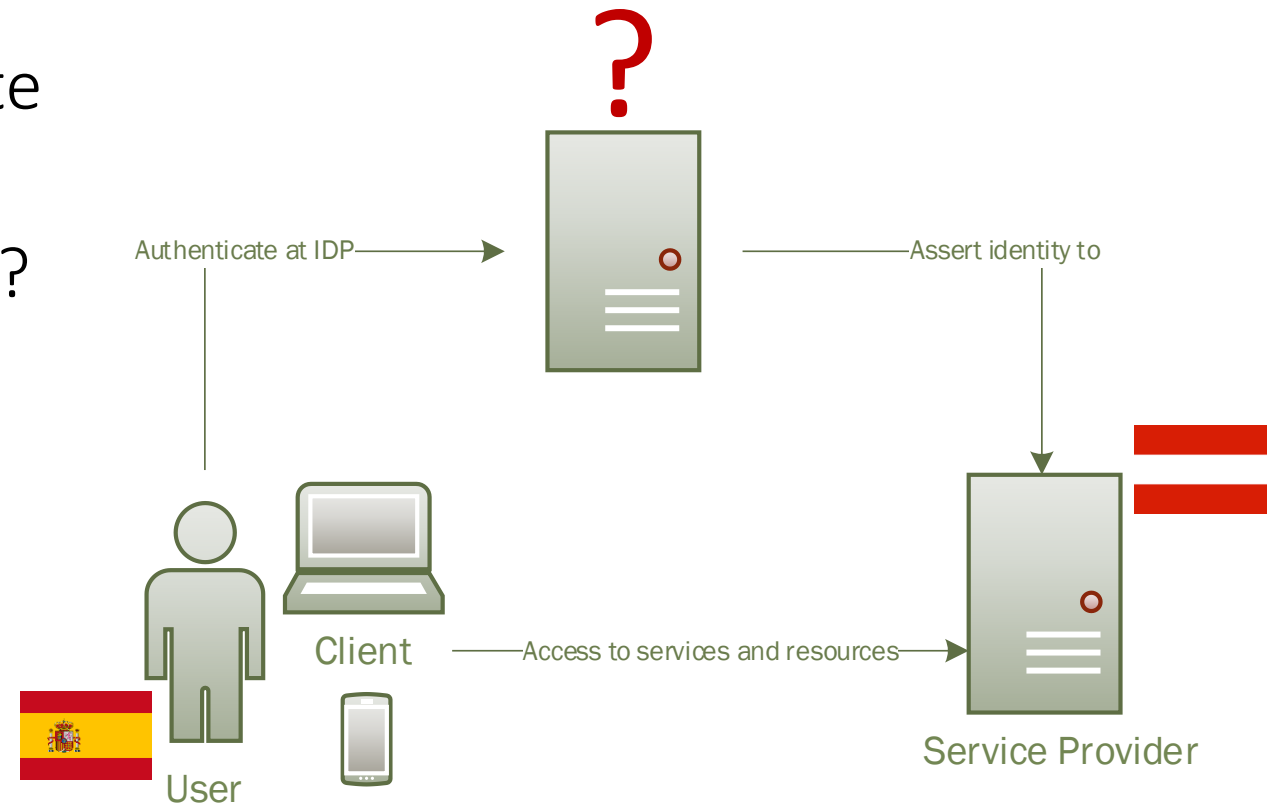 ?
te
?
Authenticate at IDP
Assert identity to
Client
Access to services and resources
Service Provider
User